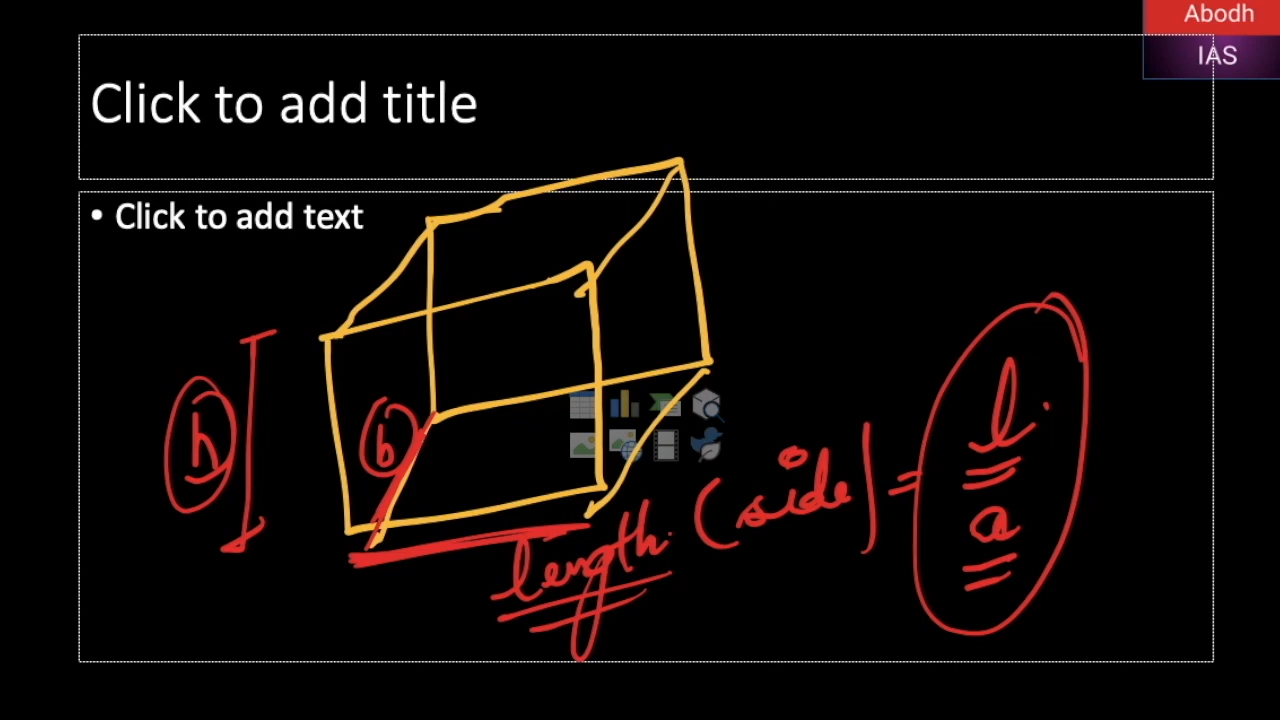 Abodh
IAS
Click to add title
• Click to add text
h
b
length (side) = l
a